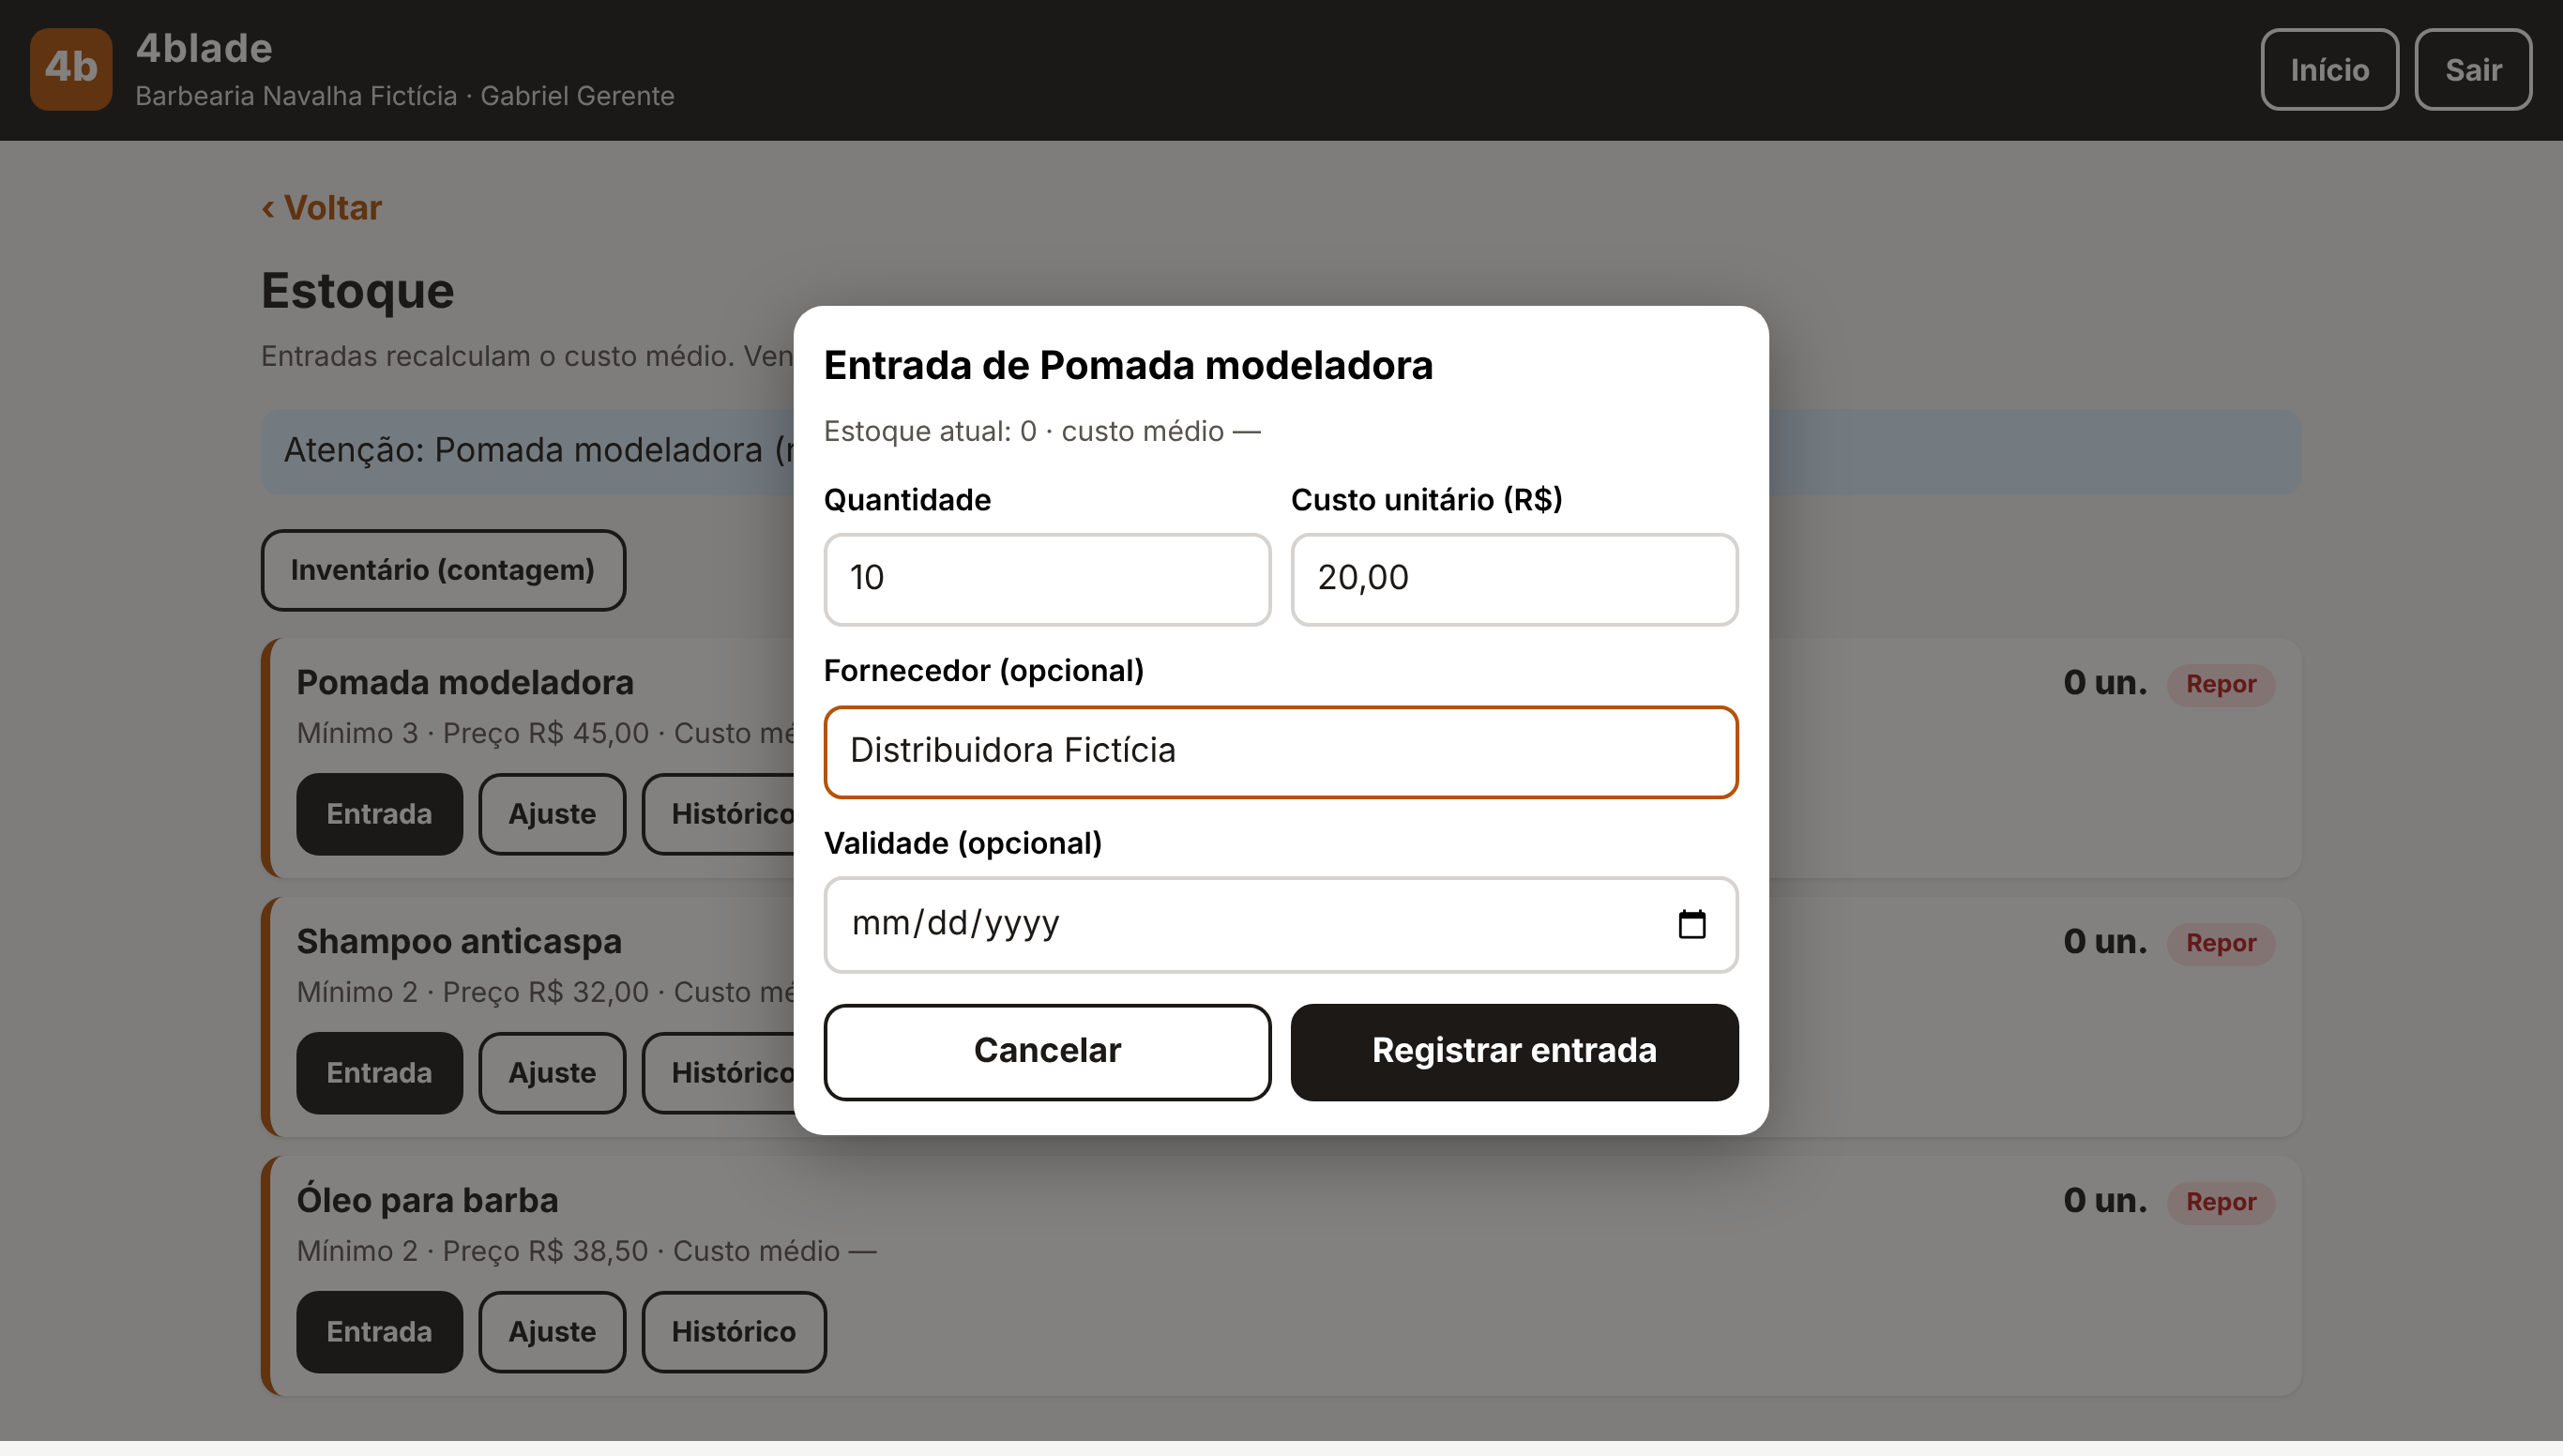 4b
4blade
Barbearia Navalha Fictícia · Gabriel Gerente
Início
Sair
‹ Voltar
Estoque
Entradas recalculam o custo médio.
Atenção: Pomada modeladora
Inventário (contagem)
Entrada de Pomada modeladora
Estoque atual: 0 · custo médio —
Quantidade
Custo unitário (R$)
10
20,00
Fornecedor (opcional)
Distribuidora Fictícia
Validade (opcional)
mm/dd/yyyy
Cancelar
Registrar entrada
Pomada modeladora
0 un.
Repor
Mínimo 3 · Preço R$ 45,00 · Custo
Entrada
Ajuste
Histórico
Shampoo anticaspa
0 un.
Repor
Mínimo 2 · Preço R$ 32,00 · Custo
Entrada
Ajuste
Histórico
Óleo para barba
0 un.
Repor
Mínimo 2 · Preço R$ 38,50 · Custo médio —
Entrada
Ajuste
Histórico